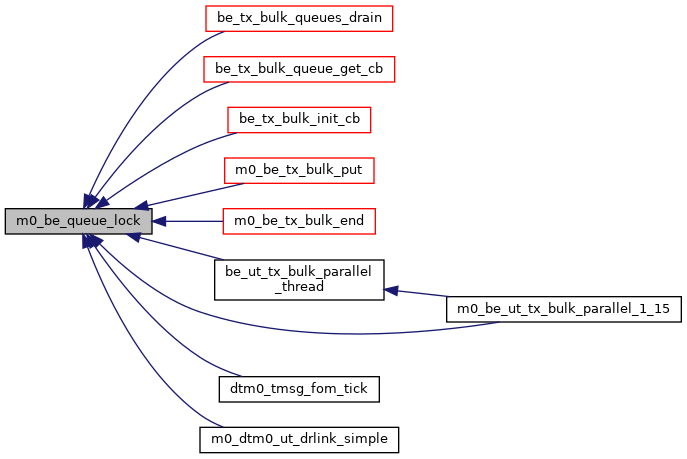 be_tx_bulk_queues_drain
be_tx_bulk_queue_get_cb
be_tx_bulk_init_cb
m0_be_tx_bulk_put
m0_be_queue_lock
m0_be_tx_bulk_end
be_ut_tx_bulk_parallel
_thread
m0_be_ut_tx_bulk_parallel_1_15
dtm0_tmsg_fom_tick
m0_dtm0_ut_drlink_simple